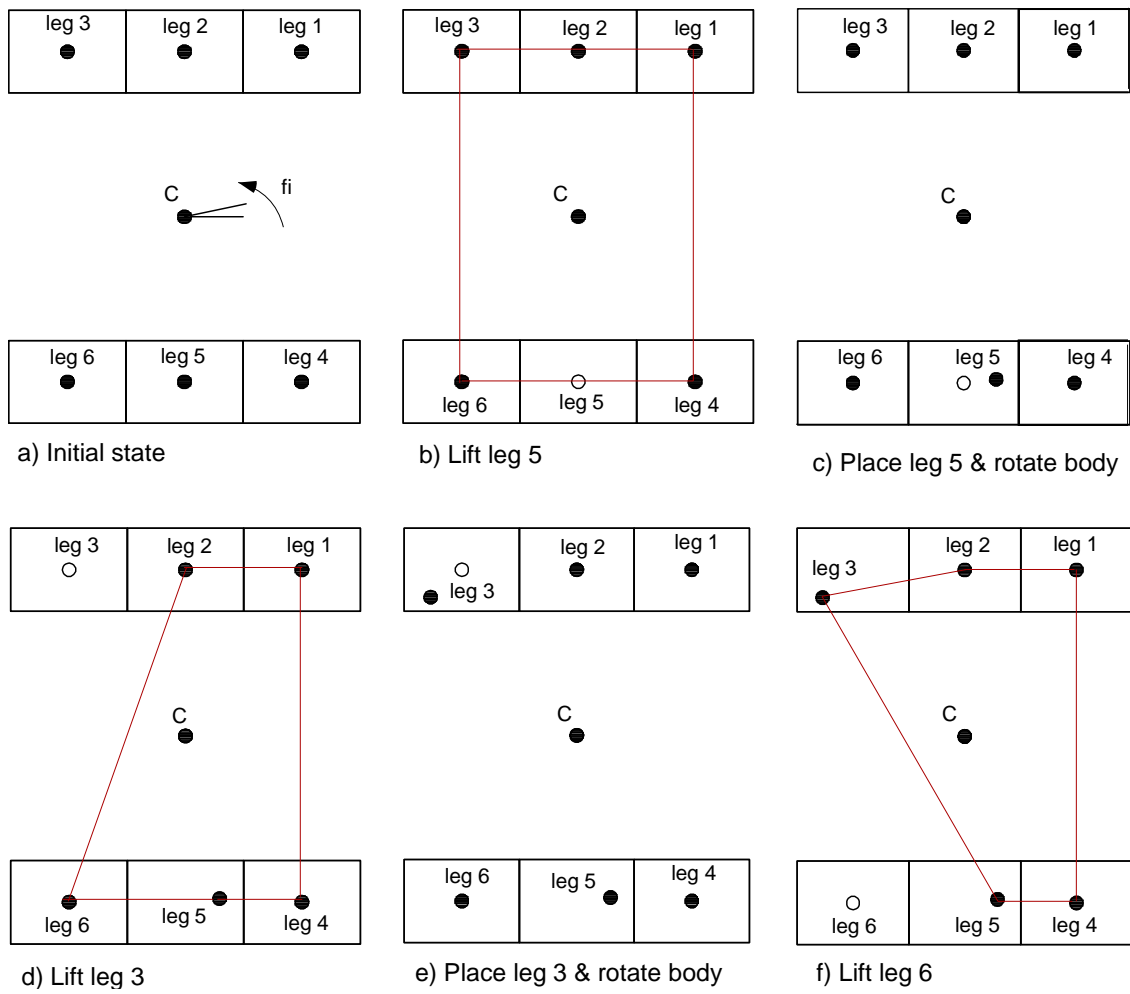 leg 3 leg 2 leg 1
C
fi
leg 6 leg 5 leg 4
a) Initial state
leg 3 leg 2 leg 1
C
leg 6 leg 5 leg 4
b) Lift leg 5
leg 3 leg 2 leg 1
C
leg 6 leg 5 leg 4
c) Place leg 5 & rotate body
leg 3 leg 2 leg 1
C
leg 6 leg 5 leg 4
d) Lift leg 3
leg 3 leg 2 leg 1
C
leg 6 leg 5 leg 4
e) Place leg 3 & rotate body
leg 3 leg 2 leg 1
C
leg 6 leg 5 leg 4
f) Lift leg 6